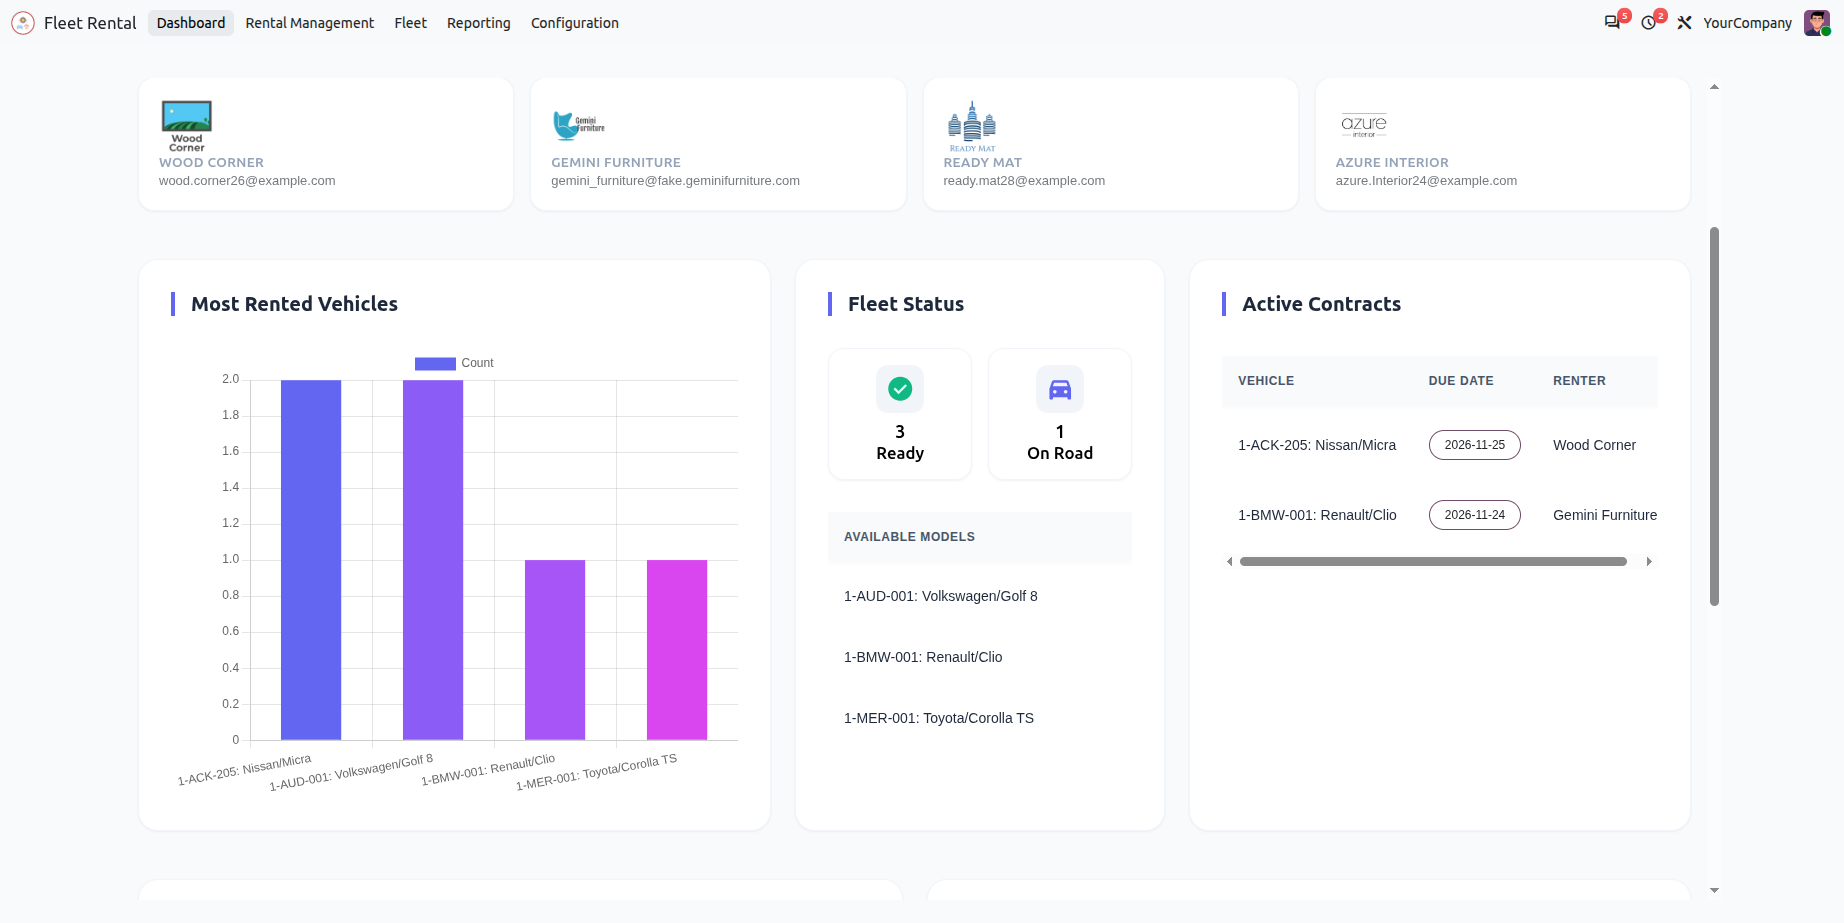 Fleet Rental Dashboard Rental Management Fleet Reporting Configuration 5 2 YourCompany
Wood
Corner
WOOD CORNER
wood.corner26@example.com
Gemini
Furniture
GEMINI FURNITURE
gemini_furniture@fake.geminifurniture.com
READY MAT
READY MAT
ready.mat28@example.com
azure
interior
AZURE INTERIOR
azure.Interior24@example.com
Most Rented Vehicles
Count
2.0
1.8
1.6
1.4
1.2
1.0
0.8
0.6
0.4
0.2
0
1-ACK-205: Nissan/Micra
1-AUD-001: Volkswagen/Golf 8
1-BMW-001: Renault/Clio
1-MER-001: Toyota/Corolla TS
Fleet Status
3
Ready
1
On Road
AVAILABLE MODELS
1-AUD-001: Volkswagen/Golf 8
1-BMW-001: Renault/Clio
1-MER-001: Toyota/Corolla TS
Active Contracts
VEHICLE DUE DATE RENTER
1-ACK-205: Nissan/Micra 2026-11-25 Wood Corner
1-BMW-001: Renault/Clio 2026-11-24 Gemini Furniture